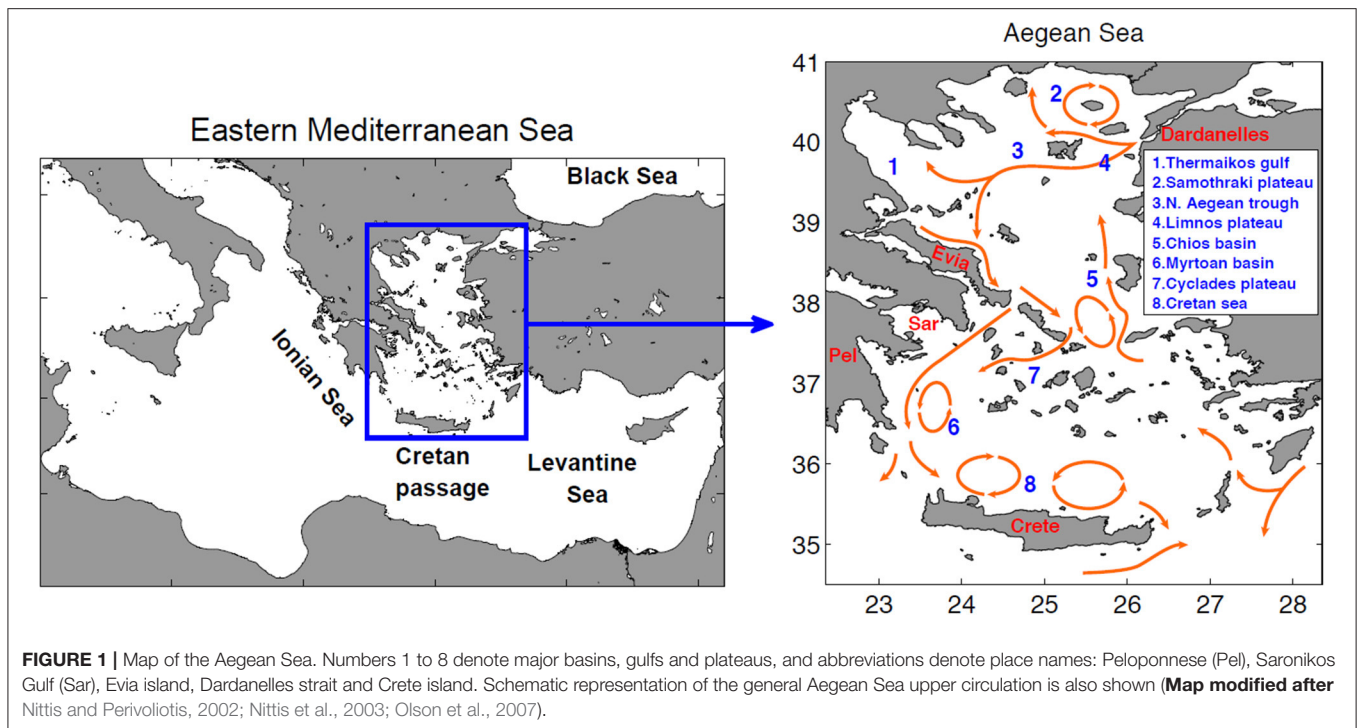 Eastern Mediterranean Sea
Black Sea
Ionian Sea
Cretan
passage
Levantine
Sea
Aegean Sea
41
40
39
38
37
36
35
23
24
25
26
27
28
Dardanelles
1.Thermaikos gulf
2.Samothraki plateau
3.N. Aegean trough
4.Limnos plateau
5.Chios basin
6.Myrtoan basin
7.Cyclades plateau
8.Cretan sea
2
3
1
4
Evia
5
Sar
Pel
7
6
8
Crete
FIGURE 1 | Map of the Aegean Sea. Numbers 1 to 8 denote major basins, gulfs and plateaus, and abbreviations denote place names: Peloponnese (Pel), Saronikos
Gulf (Sar), Evia island, Dardanelles strait and Crete island. Schematic representation of the general Aegean Sea upper circulation is also shown (Map modified after
Nittis and Perivoliotis, 2002; Nittis et al., 2003; Olson et al., 2007).